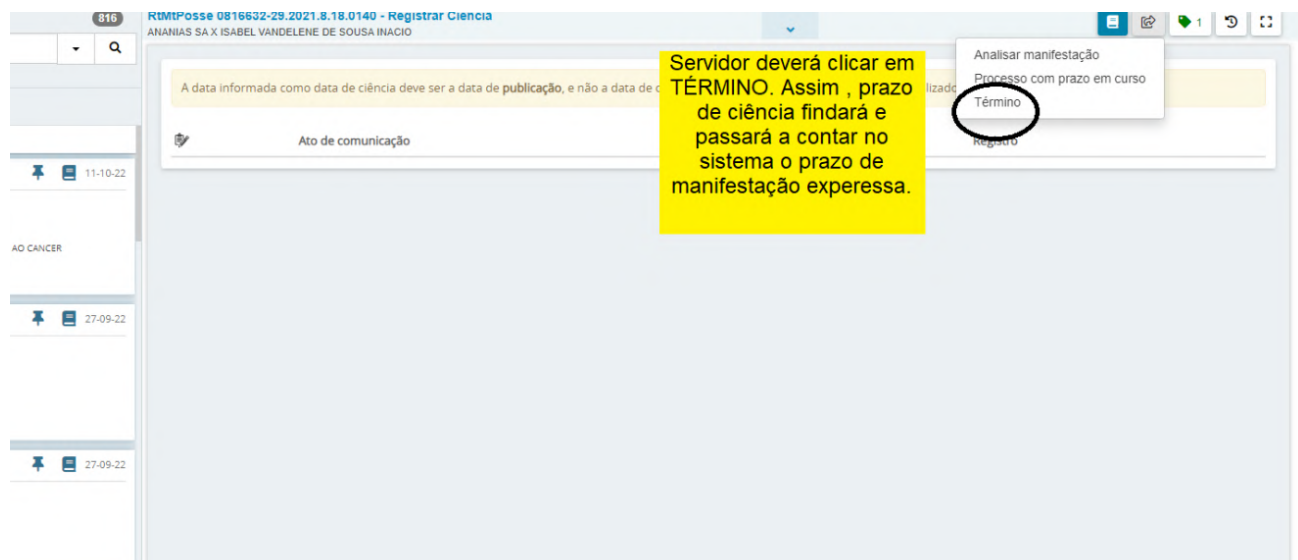 816
RtMtPosse 0816632-29.2021.8.18.0140 - Registrar Ciência
ANANIAS SA X ISABEL VANDELENE DE SOUSA INACIO
1
Analisar manifestação
Processo com prazo em curso
Término
A data informada como data de ciência deve ser a data de publicação, e não a data de
Servidor deverá clicar em
TÉRMINO. Assim , prazo
de ciência findará e
passará a contar no
sistema o prazo de
manifestação experessa.
Ato de comunicação
Registro
11-10-22
AO CANCER
27-09-22
27-09-22